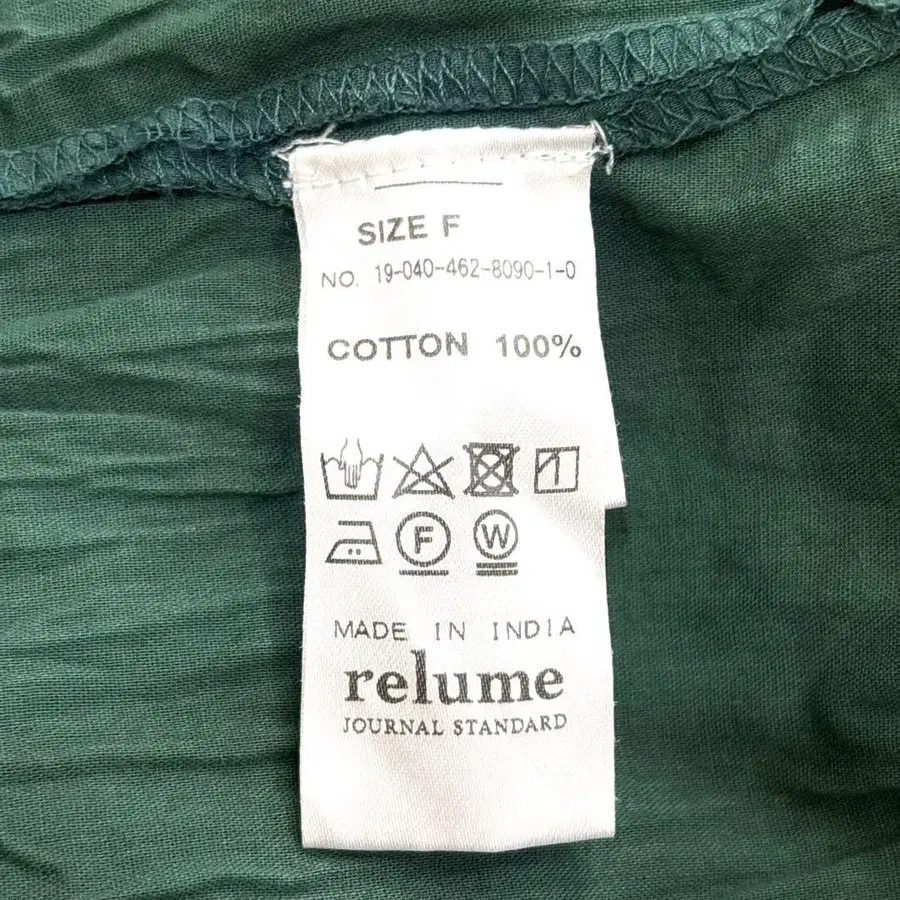 SIZE F
NO. 19-040-462-8090-1-0
COTTON 100%
F W
MADE IN INDIA
relume
JOURNAL STANDARD